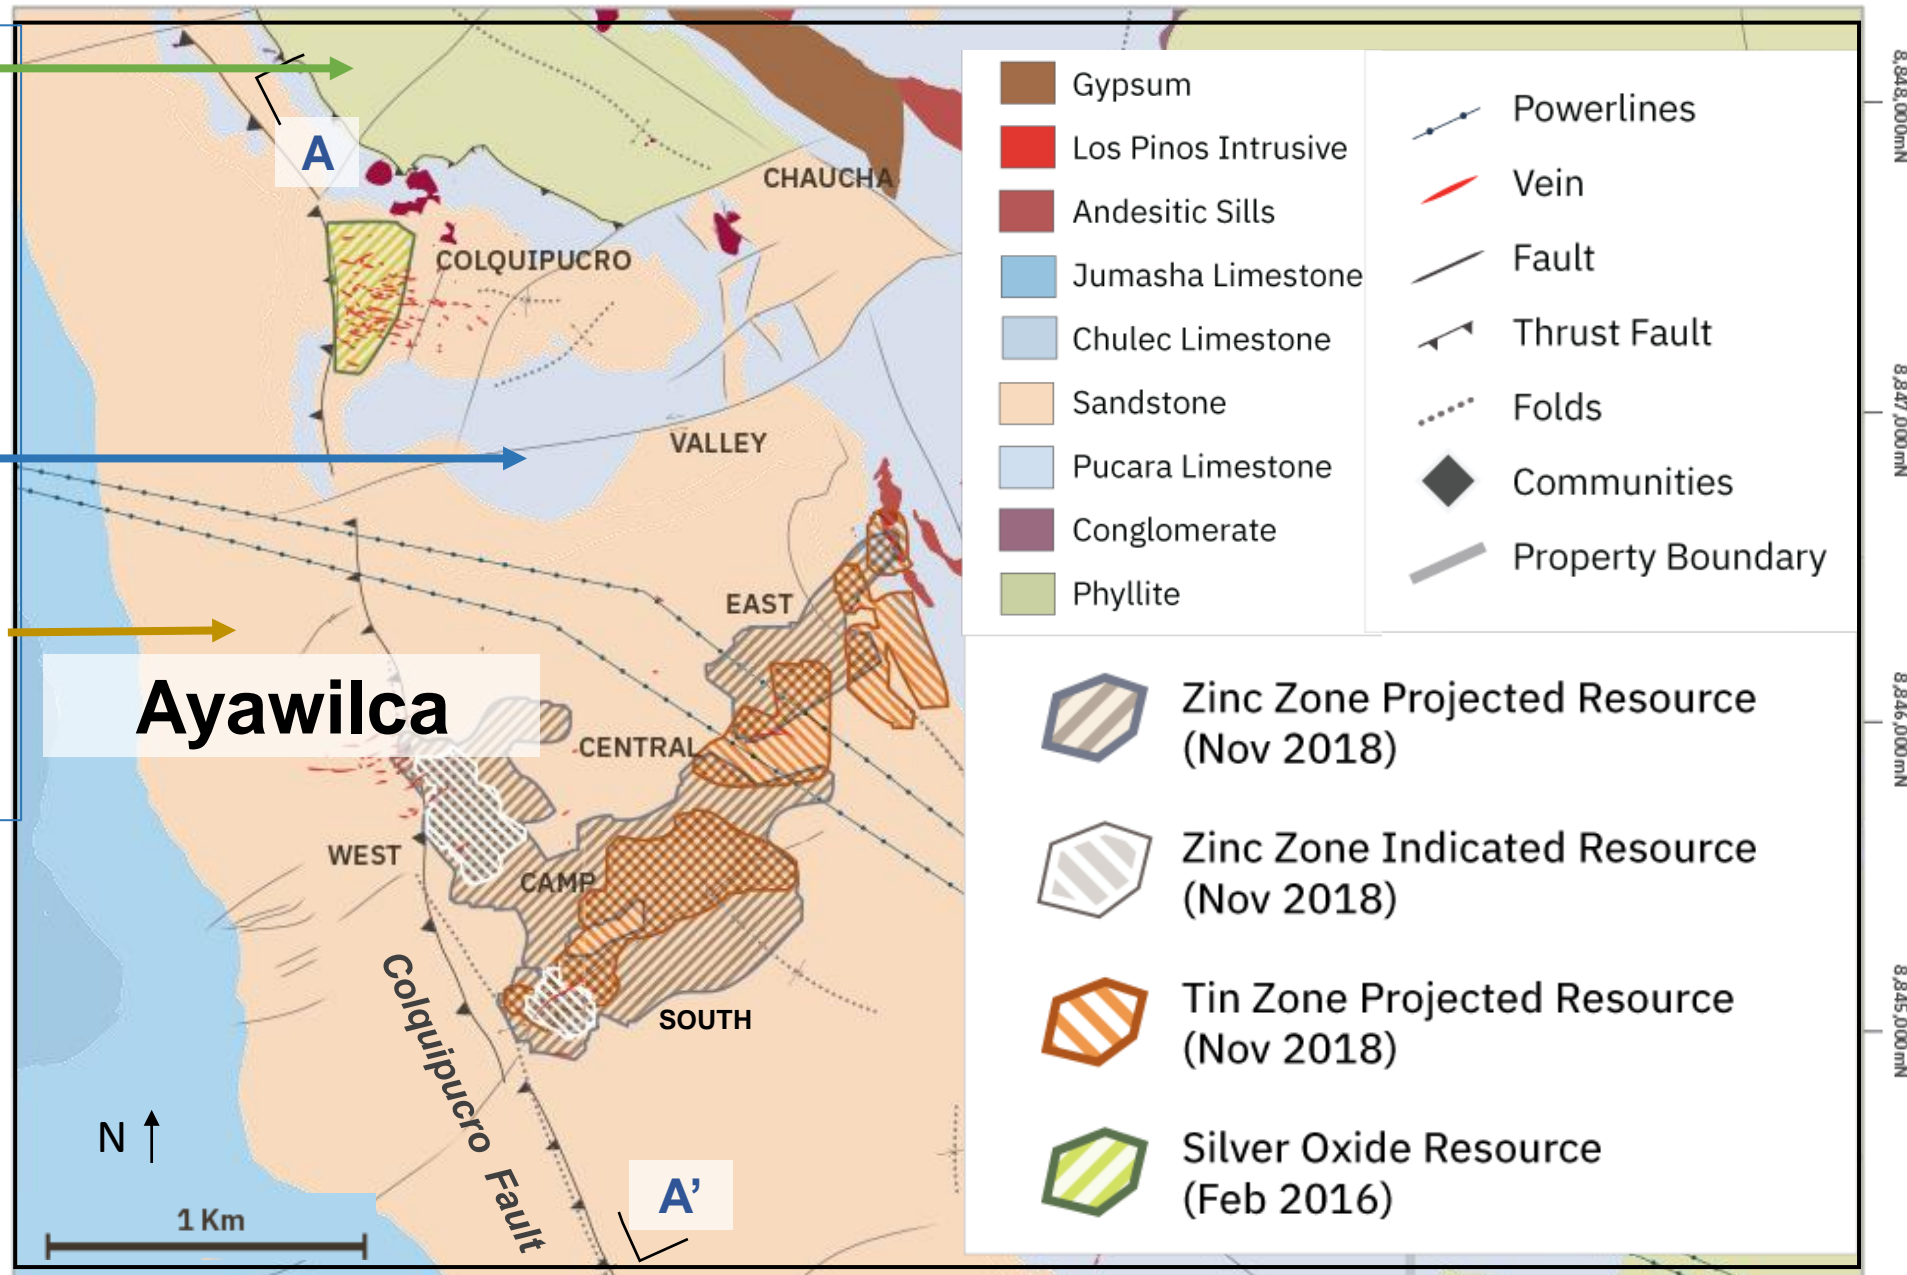 A
CHAUCHA
COLQUIPUCRO
VALLEY
EAST
Ayawilca
CENTRAL
WEST
CAMP
SOUTH
Colquipucro Fault
N
1 Km
A’
Gypsum
Los Pinos Intrusive
Andesitic Sills
Jumasha Limestone
Chulec Limestone
Sandstone
Pucara Limestone
Conglomerate
Phyllite
Powerlines
Vein
Fault
Thrust Fault
Folds
Communities
Property Boundary
Zinc Zone Projected Resource
(Nov 2018)
Zinc Zone Indicated Resource
(Nov 2018)
Tin Zone Projected Resource
(Nov 2018)
Silver Oxide Resource
(Feb 2016)
8,848,000mN
8,847,000mN
8,846,000mN
8,845,000mN